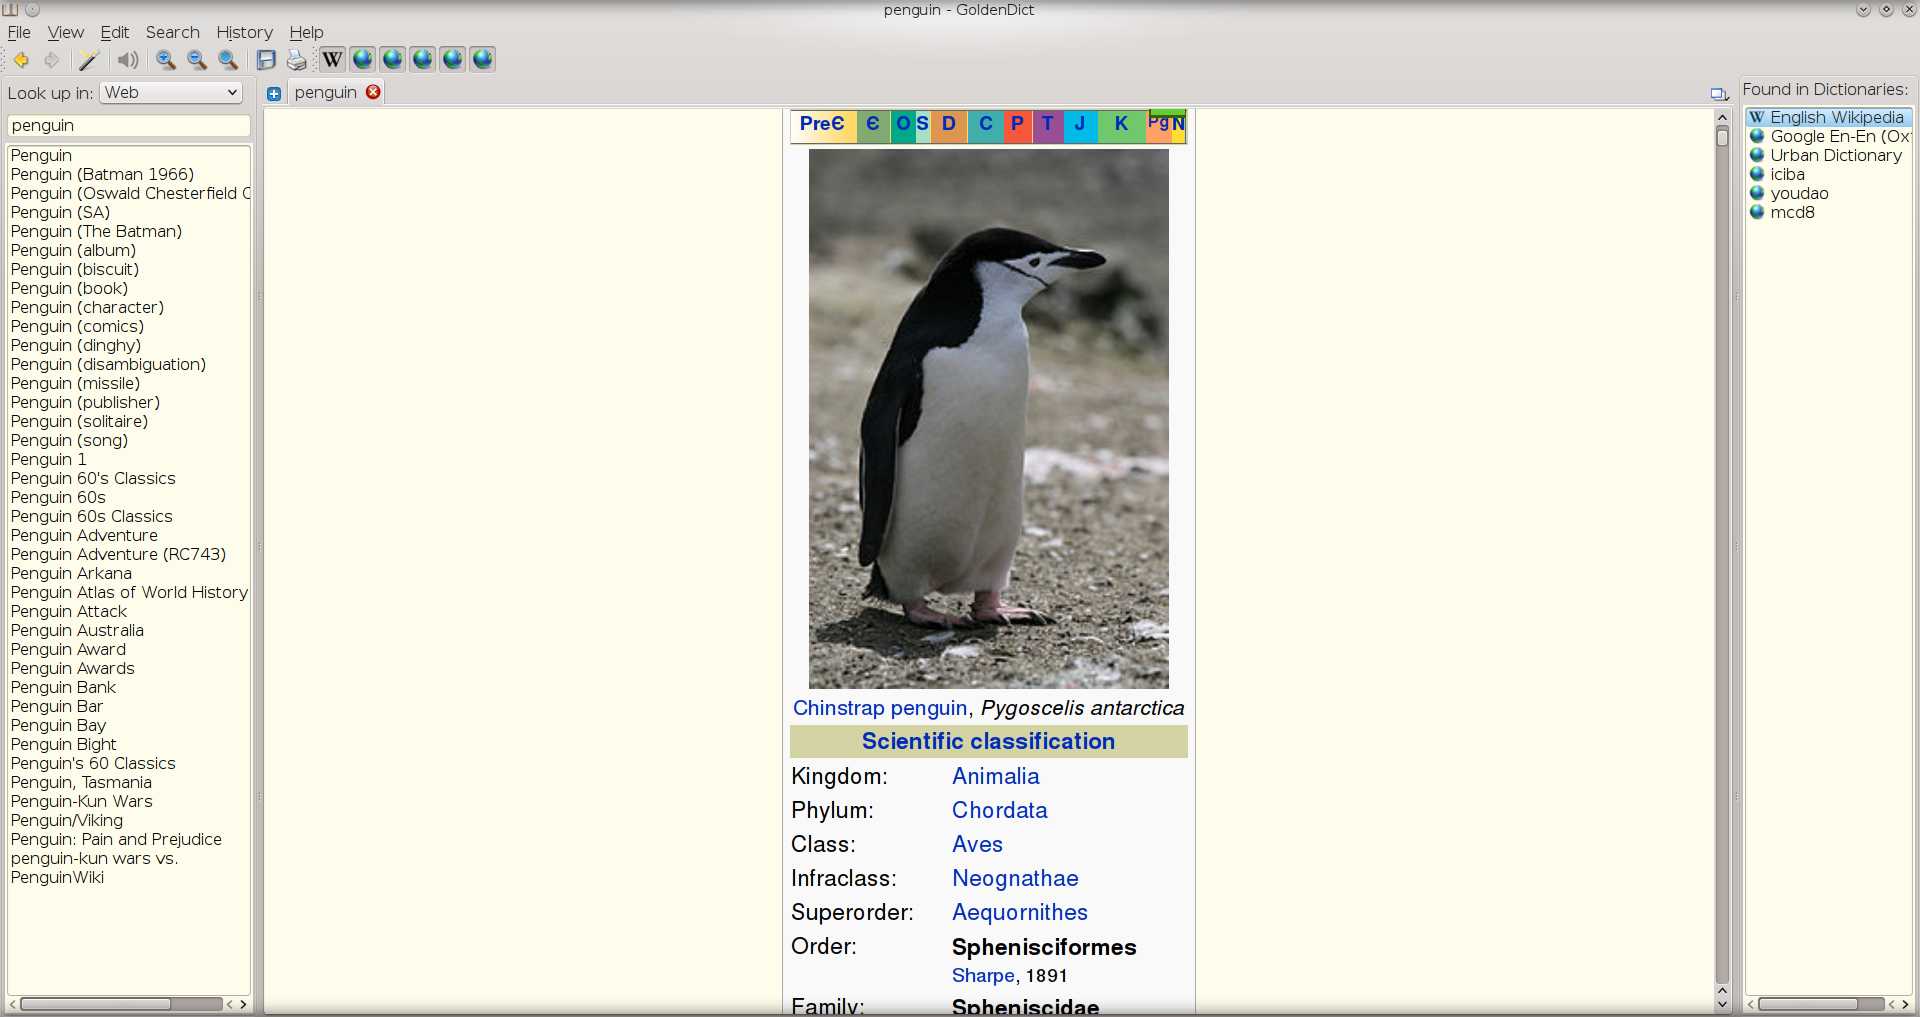 penguin - GoldenDict
File View Edit Search History Help
W
Look up in: Web
penguin
Found in Dictionaries:
penguin
Penguin
Penguin (Batman 1966)
Penguin (Oswald Chesterfield C
Penguin (SA)
Penguin (The Batman)
Penguin (album)
Penguin (biscuit)
Penguin (book)
Penguin (character)
Penguin (comics)
Penguin (dinghy)
Penguin (disambiguation)
Penguin (missile)
Penguin (publisher)
Penguin (solitaire)
Penguin (song)
Penguin 1
Penguin 60's Classics
Penguin 60s
Penguin 60s Classics
Penguin Adventure
Penguin Adventure (RC743)
Penguin Arkana
Penguin Atlas of World History
Penguin Attack
Penguin Australia
Penguin Award
Penguin Awards
Penguin Bank
Penguin Bar
Penguin Bay
Penguin Bight
Penguin's 60 Classics
Penguin, Tasmania
Penguin-Kun Wars
Penguin/Viking
Penguin: Pain and Prejudice
penguin-kun wars vs.
PenguinWiki
PreЄ Є O S D C P T J K Pg N
Chinstrap penguin, Pygoscelis antarctica
Scientific classification
Kingdom: Animalia
Phylum: Chordata
Class: Aves
Infraclass: Neognathae
Superorder: Aequornithes
Order: Sphenisciformes
Sharpe, 1891
Family: Spheniscidae
W English Wikipedia
Google En-En (Ox
Urban Dictionary
iciba
youdao
mcd8